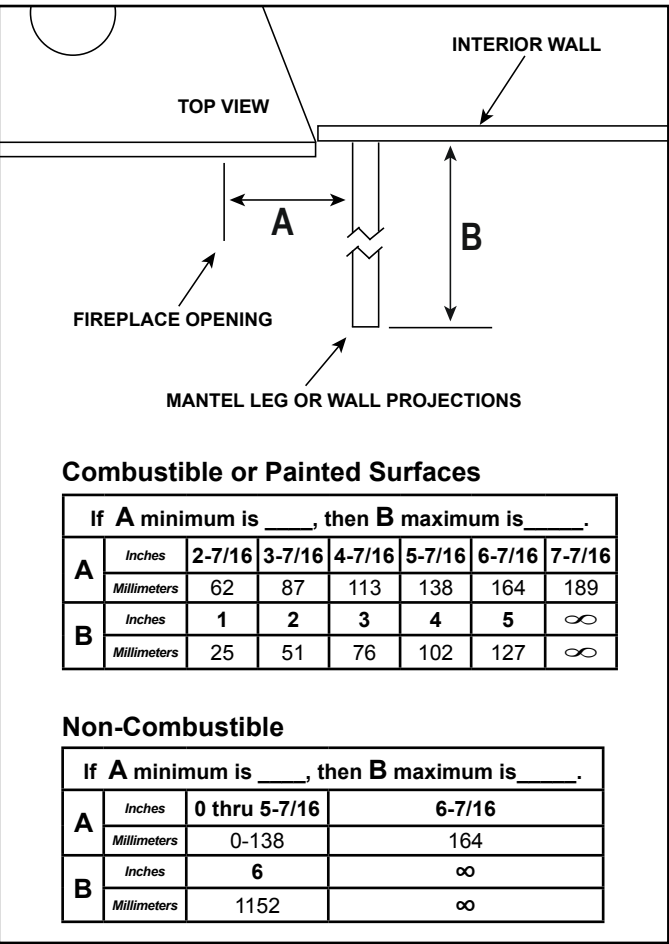 INTERIOR WALL
TOP VIEW
A
B
FIREPLACE OPENING
MANTEL LEG OR WALL PROJECTIONS
Combustible or Painted Surfaces
If A minimum is ____, then B maximum is_____.
A Inches 2-7/16 3-7/16 4-7/16 5-7/16 6-7/16 7-7/16
Millimeters 62 87 113 138 164 189
B Inches 1 2 3 4 5 ∞
Millimeters 25 51 76 102 127 ∞
Non-Combustible
If A minimum is ____, then B maximum is_____.
A Inches 0 thru 5-7/16 6-7/16
Millimeters 0-138 164
B Inches 6 ∞
Millimeters 1152 ∞